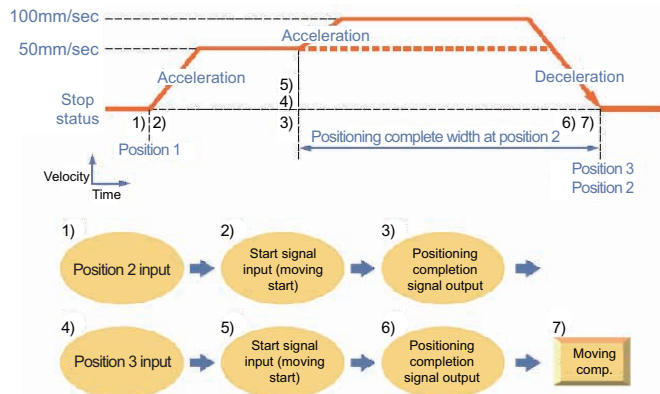 100mm/sec
50mm/sec
Acceleration
Acceleration
Deceleration
Stop
status
5)
4)
1) 2)
3)
6) 7)
Position 1
Positioning complete width at position 2
Position 3
Position 2
Velocity
Time
1)
Position 2 input
2)
Start signal
input (moving
start)
3)
Positioning
completion
signal output
4)
Position 3 input
5)
Start signal
input (moving
start)
6)
Positioning
completion
signal output
7)
Moving
comp.